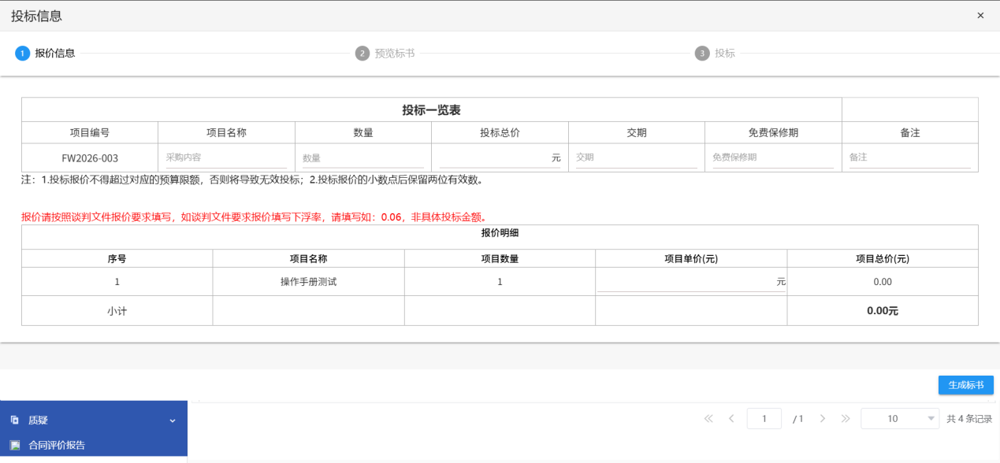 投标信息 ×
1 报价信息 2 预览标书 3 投标
投标一览表
项目编号 项目名称 数量 投标总价 交期 免费保修期 备注
FW2026-003 采购内容 数量 元 交期 免费保修期 备注
注：1.投标报价不得超过对应的预算限额，否则将导致无效投标；2.投标报价的小数点后保留两位有效数。
报价请按照谈判文件报价要求填写，如谈判文件要求报价填写下浮率，请填写如：0.06，非具体投标金额。
报价明细
序号 项目名称 项目数量 项目单价(元) 项目总价(元)
1 操作手册测试 1 元 0.00
小计 0.00元
生成标书
质疑
1 / 1 10 共 4 条记录
合同评价报告